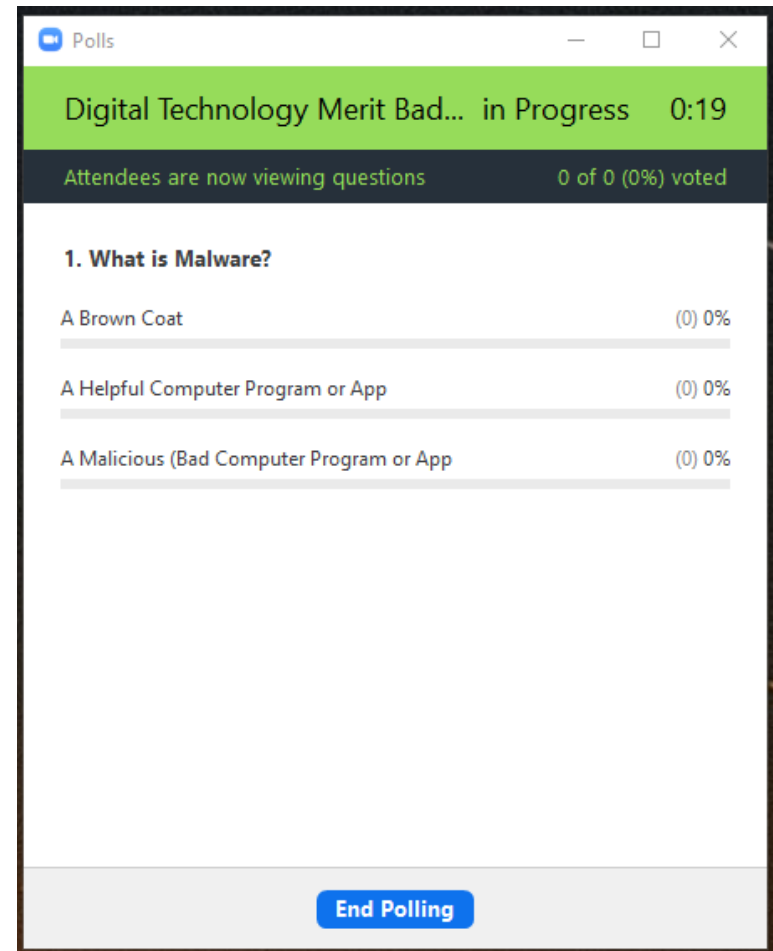 Polls
Digital Technology Merit Bad... in Progress 0:19
Attendees are now viewing questions 0 of 0 (0%) voted
1. What is Malware?
A Brown Coat (0) 0%
A Helpful Computer Program or App (0) 0%
A Malicious (Bad Computer Program or App (0) 0%
End Polling